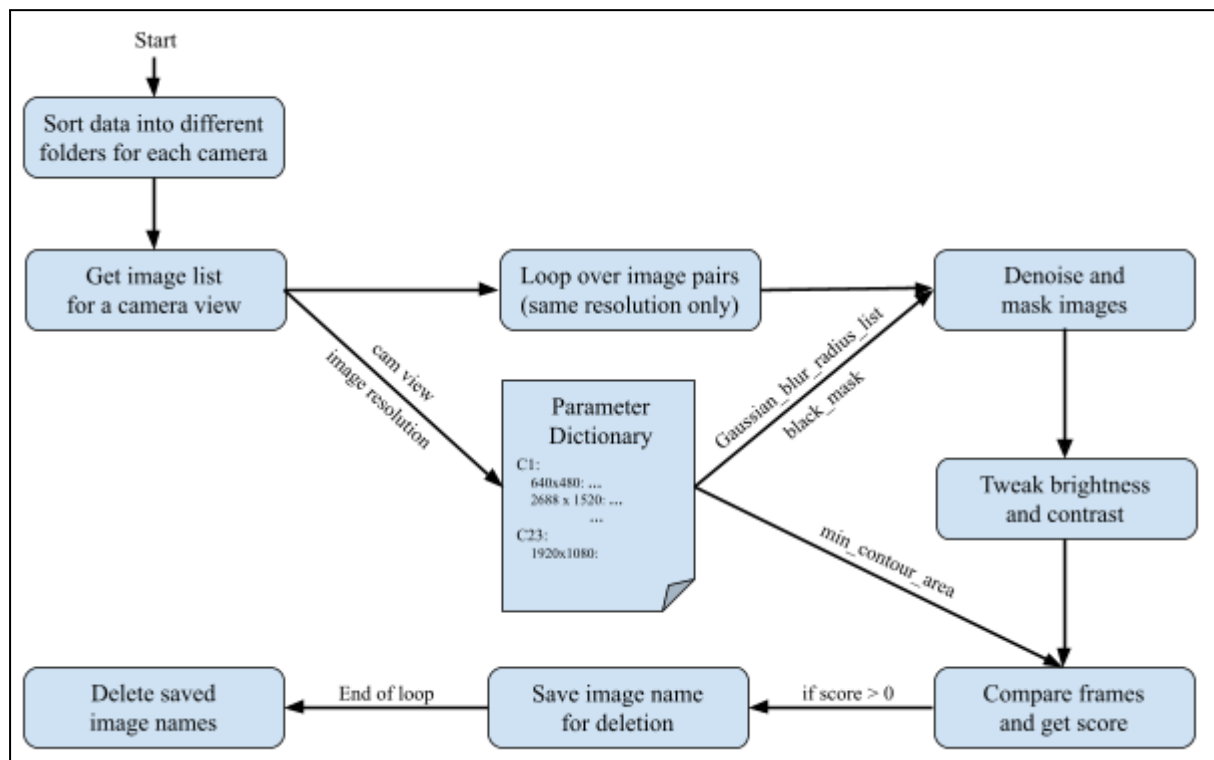 Start
Sort data into different
folders for each camera
Get image list
for a camera view
Loop over image pairs
(same resolution only)
Denoise and
mask images
cam view
image resolution
Gaussian_blur_radius_list
black_mask
Parameter
Dictionary
C1:
640x480: ...
2688 x 1520: ...
...
C23:
1920x1080:
Tweak brightness
and contrast
min_contour_area
Delete saved
image names
End of loop
Save image name
for deletion
if score > 0
Compare frames
and get score